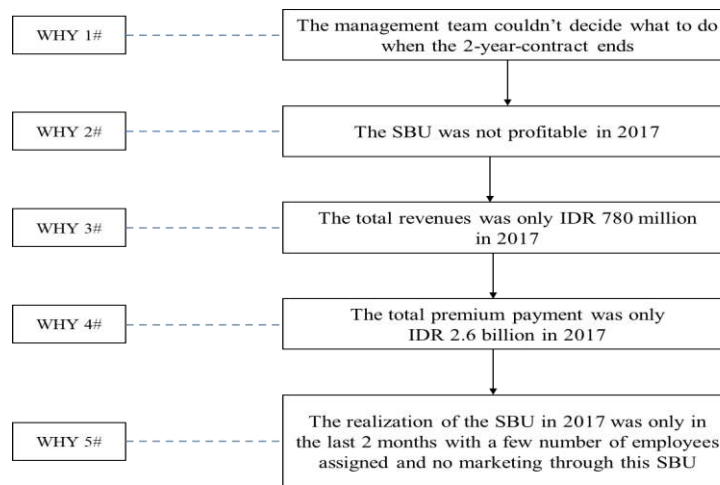 WHY 1#
The management team couldn't decide what to do
when the 2-year-contract ends
WHY 2#
The SBU was not profitable in 2017
WHY 3#
The total revenues was only IDR 780 million
in 2017
WHY 4#
The total premium payment was only
IDR 2.6 billion in 2017
WHY 5#
The realization of the SBU in 2017 was only in
the last 2 months with a few number of employees
assigned and no marketing through this SBU